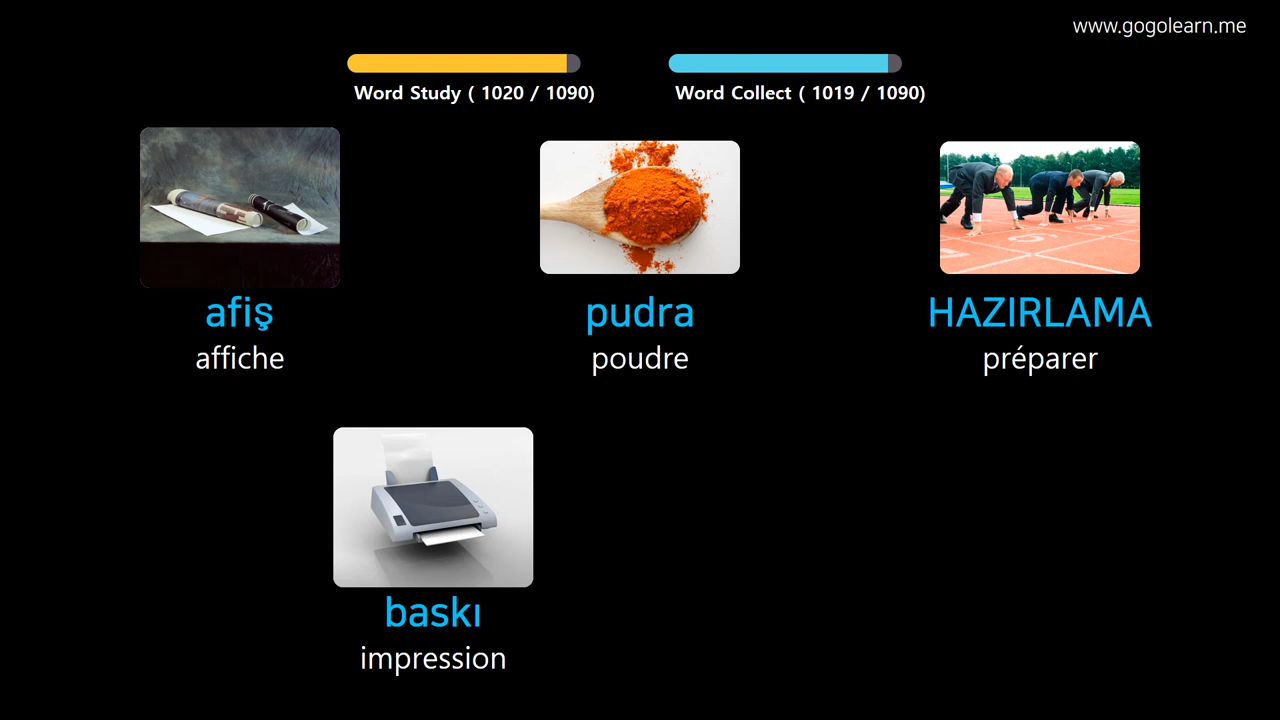 www.gogolearn.me
Word Study ( 1020 / 1090)
Word Collect ( 1019 / 1090)
afiş
affiche
pudra
poudre
HAZIRLAMA
préparer
baskı
impression